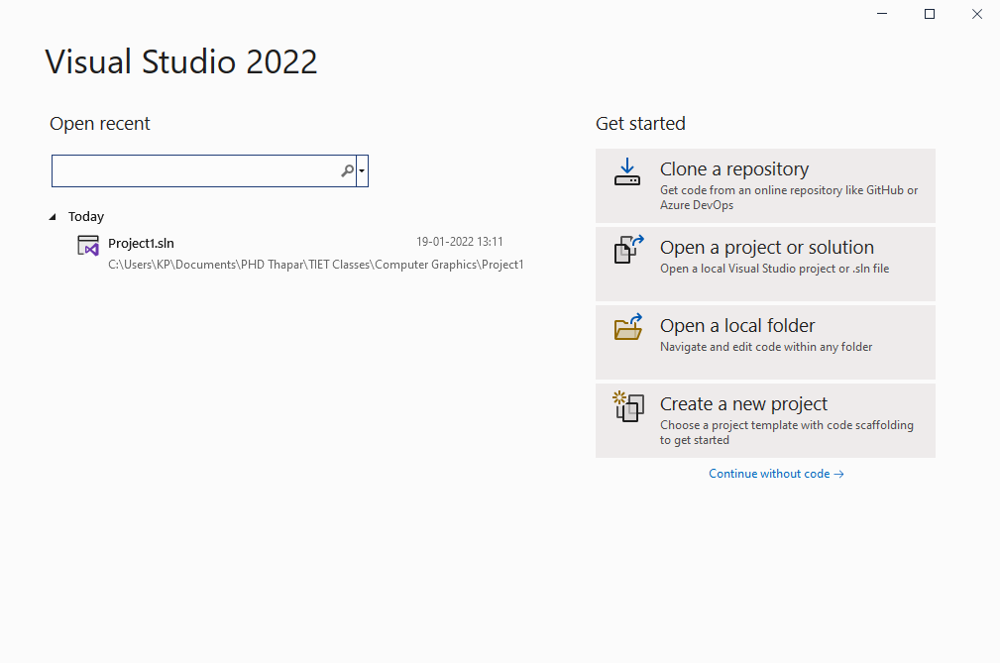 Visual Studio 2022
Open recent
Today
Project1.sln 19-01-2022 13:11
C:\Users\KP\Documents\PHD Thapar\TIET Classes\Computer Graphics\Project1
Get started
Clone a repository
Get code from an online repository like GitHub or
Azure DevOps
Open a project or solution
Open a local Visual Studio project or .sln file
Open a local folder
Navigate and edit code within any folder
Create a new project
Choose a project template with code scaffolding
to get started
Continue without code →